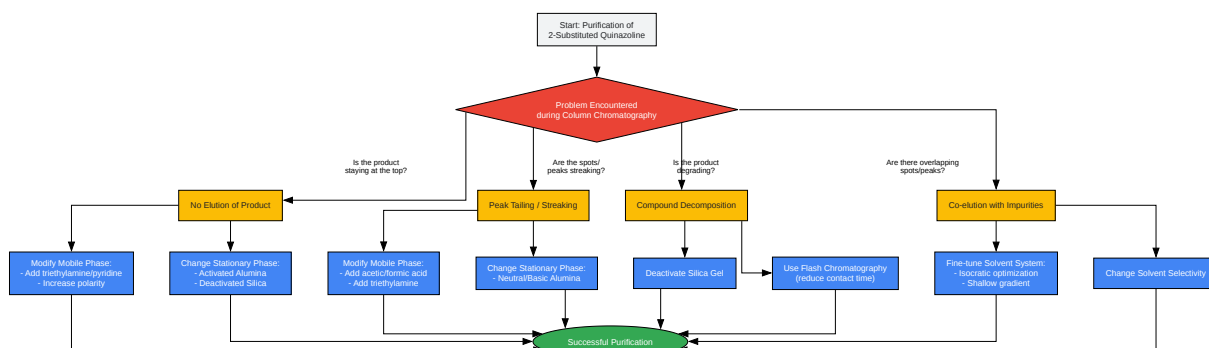 Start: Purification of
2-Substituted Quinazoline
Problem Encountered
during Column Chromatography
Is the product
staying at the top?
Are the spots/
peaks streaking?
Is the product
degrading?
Are there overlapping
spots/peaks?
No Elution of Product
Peak Tailing / Streaking
Compound Decomposition
Co-elution with Impurities
Modify Mobile Phase:
- Add triethylamine/pyridine
- Increase polarity
Change Stationary Phase:
- Activated Alumina
- Deactivated Silica
Modify Mobile Phase:
- Add acetic/formic acid
- Add triethylamine
Change Stationary Phase:
- Neutral/Basic Alumina
Deactivate Silica Gel
Use Flash Chromatography
(reduce contact time)
Fine-tune Solvent System:
- Isocratic optimization
- Shallow gradient
Change Solvent Selectivity
Successful Purification